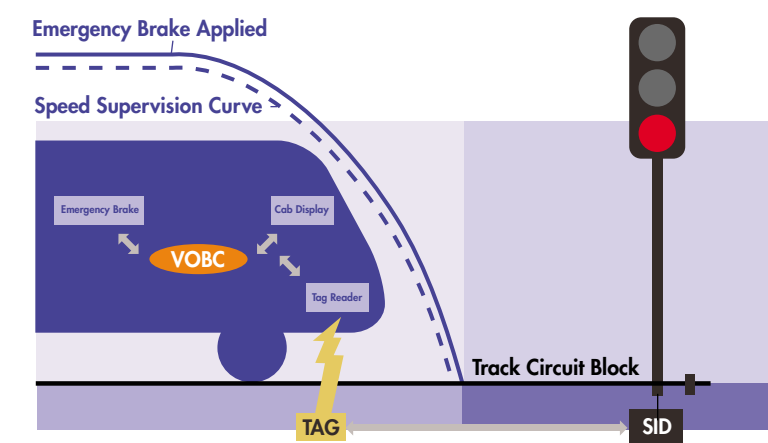 Emergency Brake Applied
Speed Supervision Curve
Emergency Brake
Cab Display
VOBC
Tag Reader
Track Circuit Block
TAG
SID